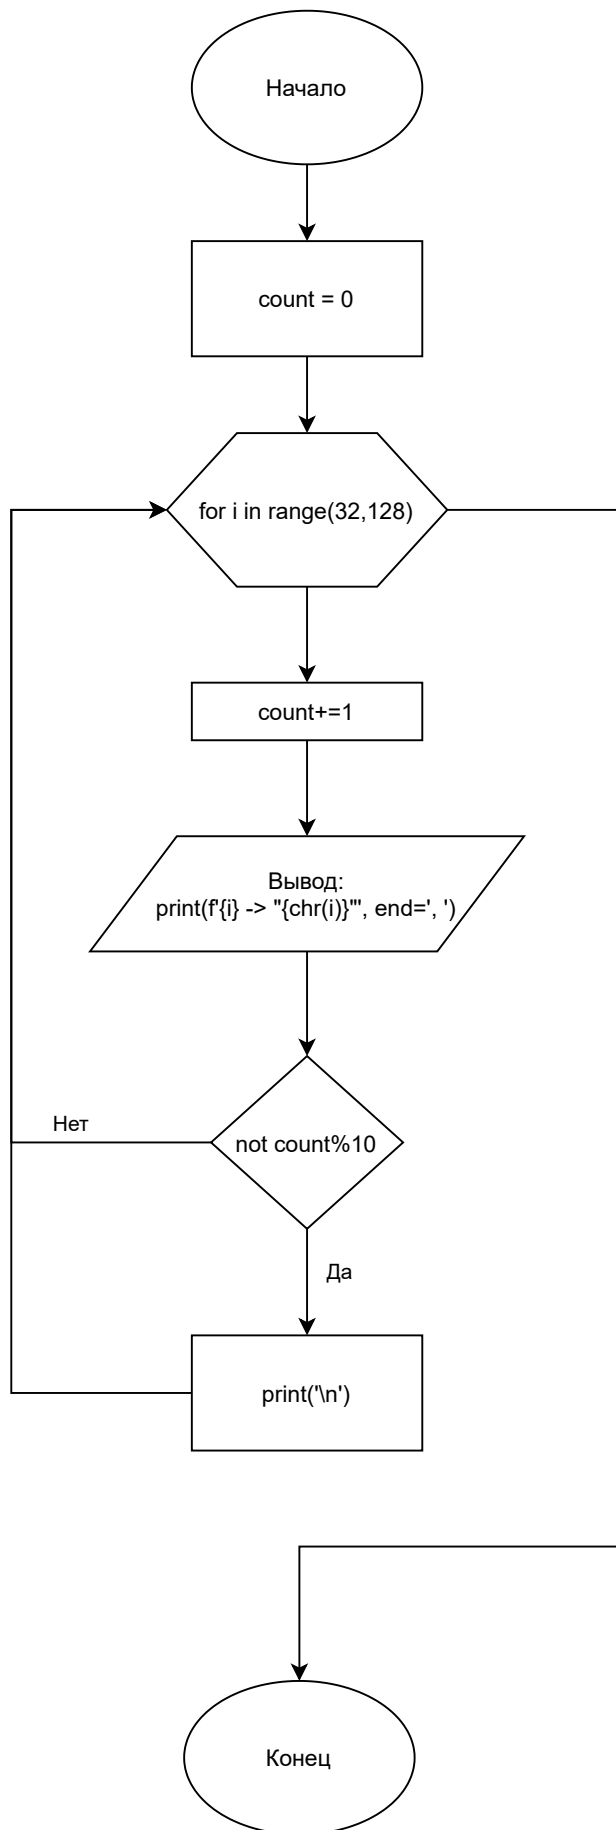 Начало
count = 0
for i in range(32,128)
count+=1
Вывод:
print(f'{i} -> "{chr(i)}"', end=', ')
Нет
not count%10
Да
print('\n')
Конец